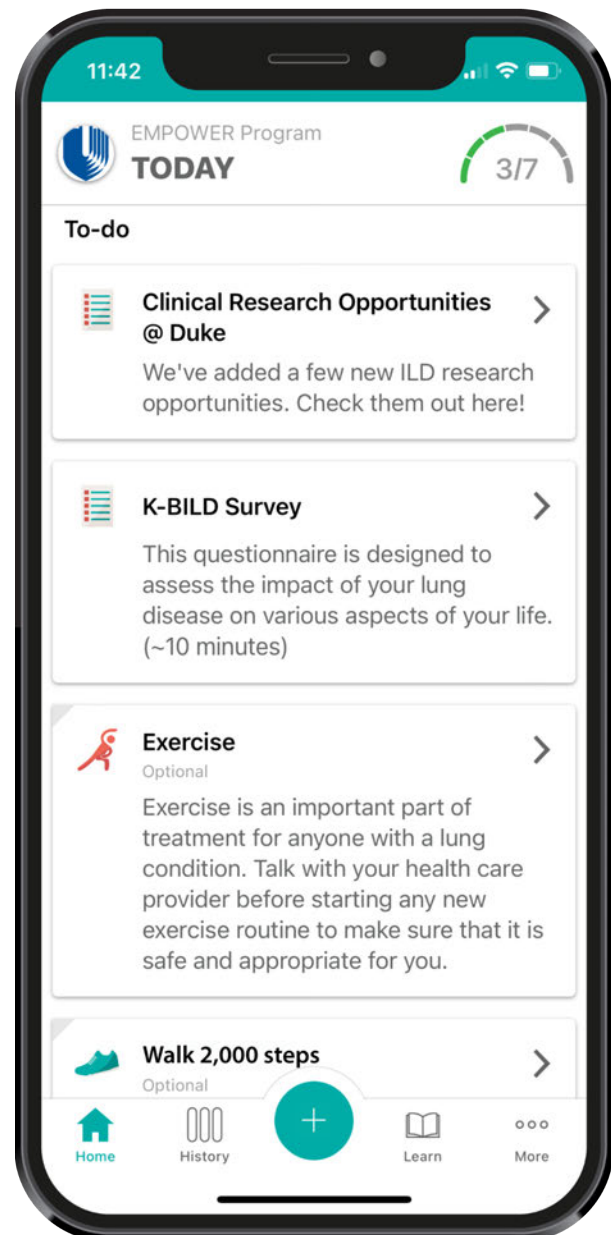 11:42
EMPOWER Program
TODAY
3/7
To-do
Clinical Research Opportunities
@ Duke
We've added a few new ILD research
opportunities. Check them out here!
K-BILD Survey
This questionnaire is designed to
assess the impact of your lung
disease on various aspects of your life.
(~10 minutes)
Exercise
Optional
Exercise is an important part of
treatment for anyone with a lung
condition. Talk with your health care
provider before starting any new
exercise routine to make sure that it is
safe and appropriate for you.
Walk 2,000 steps
Optional
Home
History
+
Learn
More